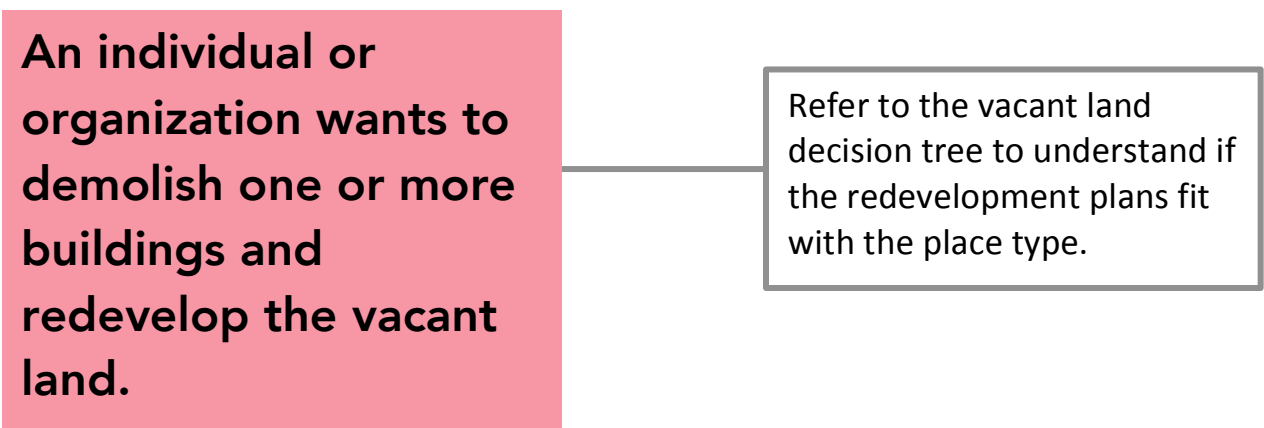 An individual or
organization wants to
demolish one or more
buildings and
redevelop the vacant
land.
Refer to the vacant land
decision tree to understand if
the redevelopment plans fit
with the place type.